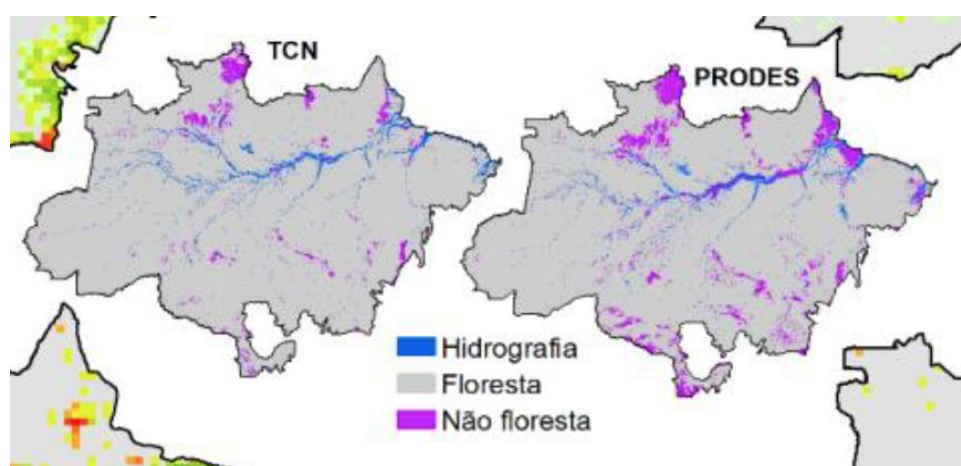 TCN
PRODES
Hidrografia
Floresta
Não floresta